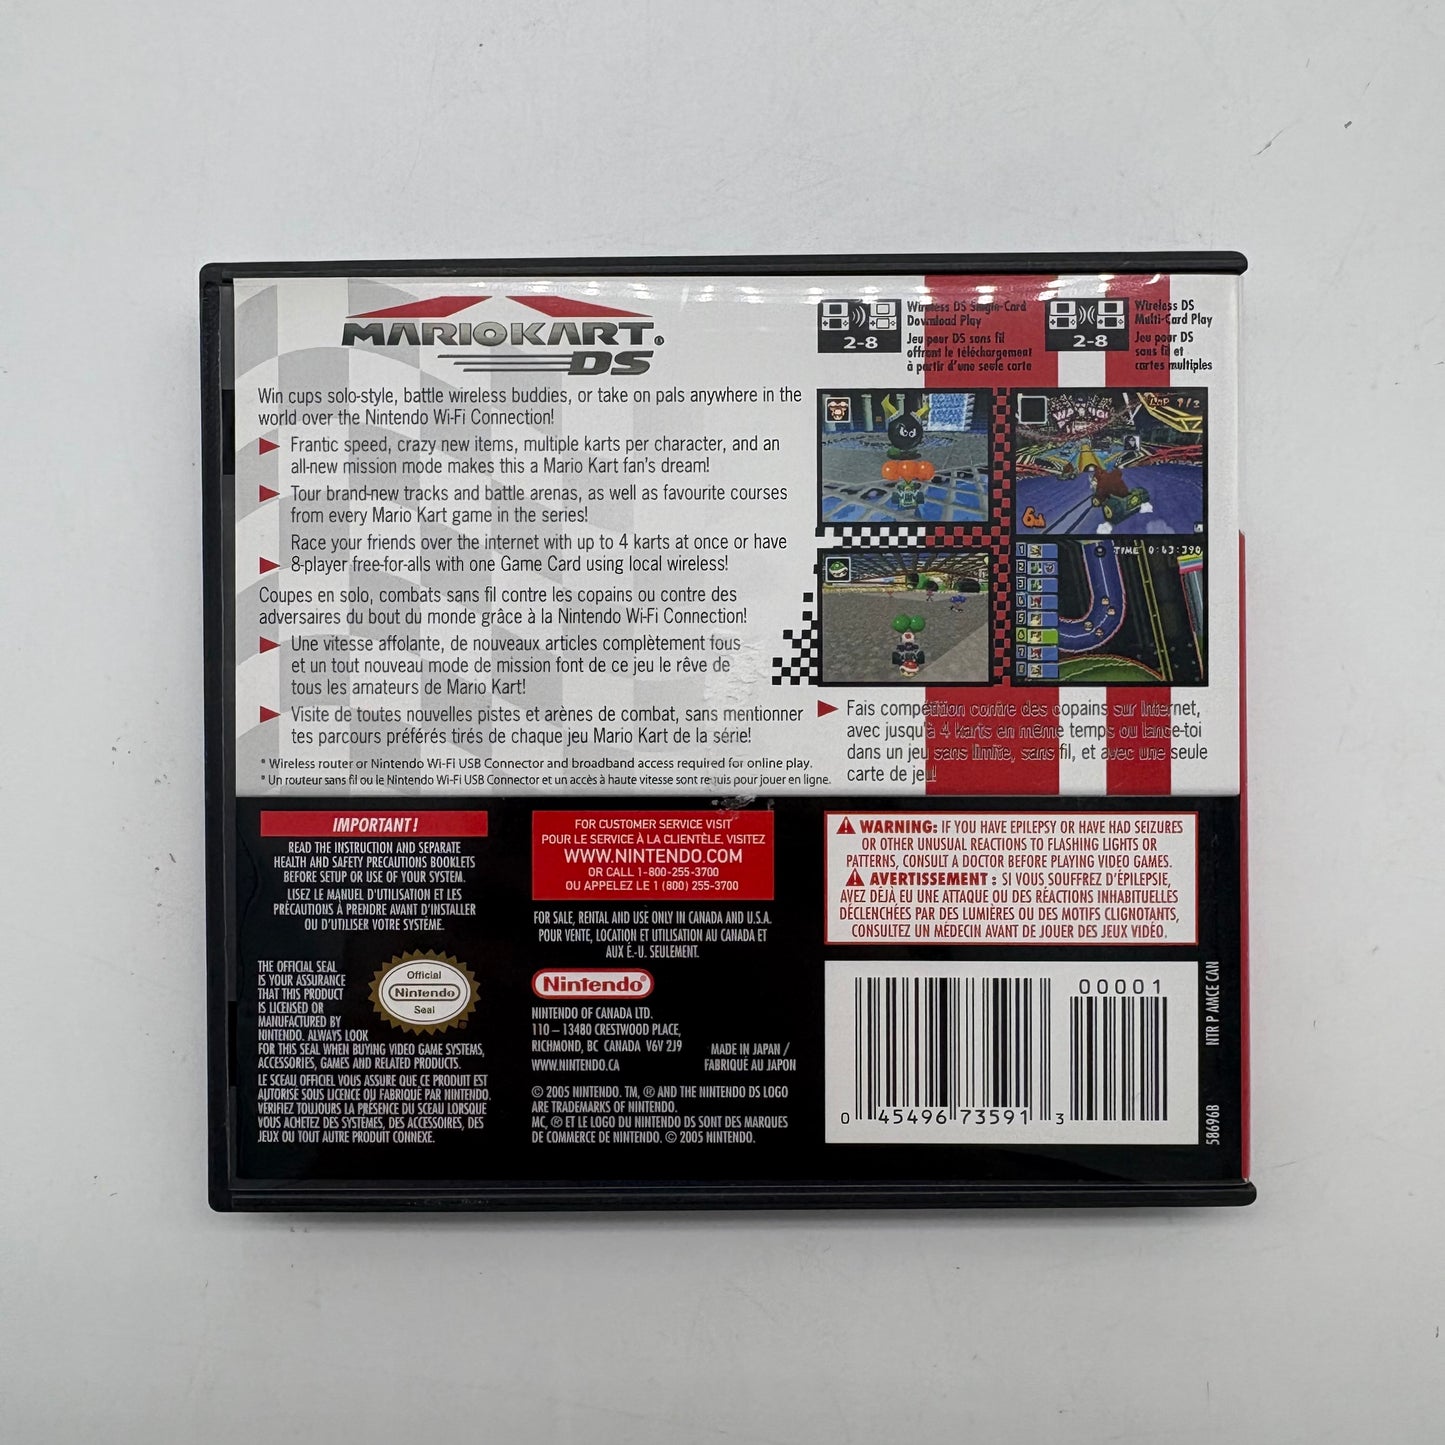 MARIOKART®
DS
Wireless DS Single-Card
Download Play
Jeu pour DS sans fil
offrant le téléchargement
à partir d'une seule carte
2-8
Wireless DS
Multi-Card Play
Jeu pour DS
sans fil et
cartes multiples
2-8
Win cups solo-style, battle wireless buddies, or take on pals anywhere in the
world over the Nintendo Wi-Fi Connection!
Frantic speed, crazy new items, multiple karts per character, and an
all-new mission mode makes this a Mario Kart fan's dream!
Tour brand-new tracks and battle arenas, as well as favourite courses
from every Mario Kart game in the series!
Race your friends over the internet with up to 4 karts at once or have
8-player free-for-alls with one Game Card using local wireless!
Coupes en solo, combats sans fil contre les copains ou contre des
adversaires du bout du monde grâce à la Nintendo Wi-Fi Connection!
Une vitesse affolante, de nouveaux articles complètement fous
et un tout nouveau mode de mission font de ce jeu le rêve de
tous les amateurs de Mario Kart!
Visite de toutes nouvelles pistes et arènes de combat, sans mentionner
tes parcours préférés tirés de chaque jeu Mario Kart de la série!
* Wireless router or Nintendo Wi-Fi USB Connector and broadband access required for online play.
* Un routeur sans fil ou le Nintendo Wi-Fi USB Connector et un accès à haute vitesse sont requis pour jouer en ligne.
TIME 0:43:390
1
2
3
4
5
6
7
8
Fais compétition contre des copains sur Internet,
avec jusqu'à 4 karts en même temps ou lance-toi
dans un jeu sans limite, sans fil, et avec une seule
carte de jeu!
IMPORTANT!
READ THE INSTRUCTION AND SEPARATE
HEALTH AND SAFETY PRECAUTIONS BOOKLETS
BEFORE SETUP OR USE OF YOUR SYSTEM.
LISEZ LE MANUEL D'UTILISATION ET LES
PRÉCAUTIONS À PRENDRE AVANT D'INSTALLER
OU D'UTILISER VOTRE SYSTÈME.
THE OFFICIAL SEAL
IS YOUR ASSURANCE
THAT THIS PRODUCT
IS LICENSED OR
MANUFACTURED BY
NINTENDO. ALWAYS LOOK
FOR THIS SEAL WHEN BUYING VIDEO GAME SYSTEMS,
ACCESSORIES, GAMES AND RELATED PRODUCTS.
Official
Nintendo
Seal
LE SCEAU OFFICIEL VOUS ASSURE QUE CE PRODUIT EST
AUTORISÉ SOUS LICENCE OU FABRIQUÉ PAR NINTENDO.
VÉRIFIEZ TOUJOURS LA PRÉSENCE DU SCEAU LORSQUE
VOUS ACHETEZ DES SYSTÈMES, DES ACCESSOIRES, DES
JEUX OU TOUT AUTRE PRODUIT CONNEXE.
FOR CUSTOMER SERVICE VISIT
POUR LE SERVICE À LA CLIENTÈLE, VISITEZ
WWW.NINTENDO.COM
OR CALL 1-800-255-3700
OU APPELEZ LE 1 (800) 255-3700
FOR SALE, RENTAL AND USE ONLY IN CANADA AND U.S.A.
POUR VENTE, LOCATION ET UTILISATION AU CANADA ET
AUX É.-U. SEULEMENT.
Nintendo®
NINTENDO OF CANADA LTD.
110 – 13480 CRESTWOOD PLACE,
RICHMOND, BC CANADA V6V 2J9
WWW.NINTENDO.CA
MADE IN JAPAN /
FABRIQUÉ AU JAPON
© 2005 NINTENDO. TM, ® AND THE NINTENDO DS LOGO
ARE TRADEMARKS OF NINTENDO.
MC, ® ET LE LOGO DU NINTENDO DS SONT DES MARQUES
DE COMMERCE DE NINTENDO. © 2005 NINTENDO.
WARNING: IF YOU HAVE EPILEPSY OR HAVE HAD SEIZURES
OR OTHER UNUSUAL REACTIONS TO FLASHING LIGHTS OR
PATTERNS, CONSULT A DOCTOR BEFORE PLAYING VIDEO GAMES.
AVERTISSEMENT : SI VOUS SOUFFREZ D'ÉPILEPSIE,
AVEZ DÉJÀ EU UNE ATTAQUE OU DES RÉACTIONS INHABITUELLES
DÉCLENCHÉES PAR DES LUMIÈRES OU DES MOTIFS CLIGNOTANTS,
CONSULTEZ UN MÉDECIN AVANT DE JOUER DES JEUX VIDÉO.
00001
0 45496 73591 3
NTR P AMCE CAN
58696B